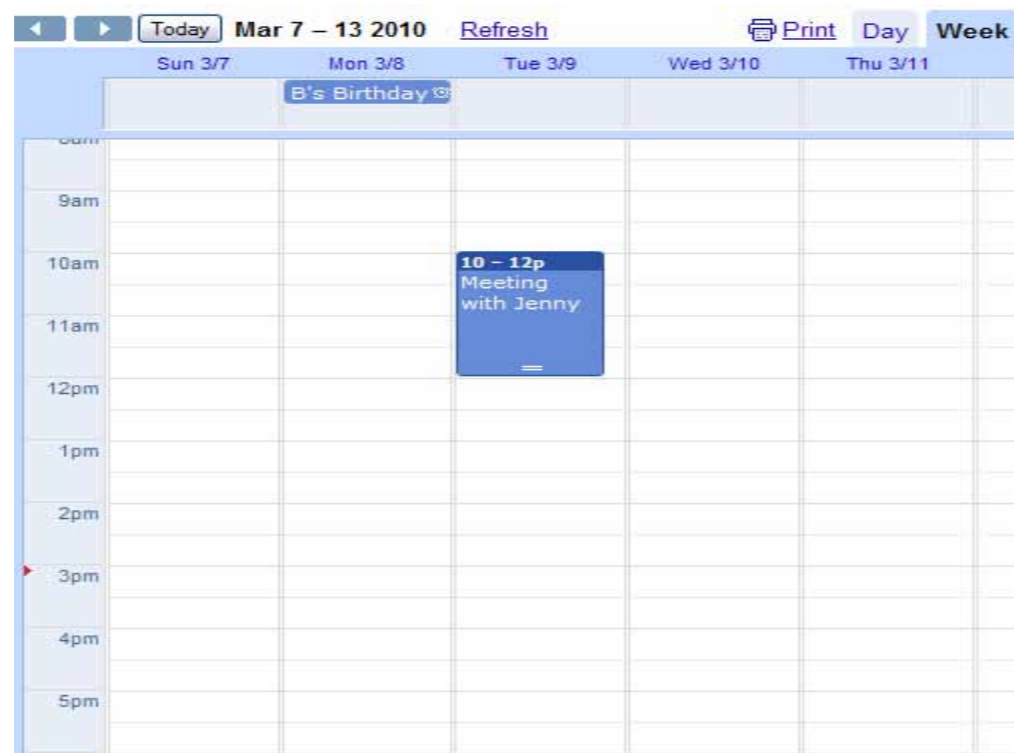 Today Mar 7 – 13 2010 Refresh Print Day Week
Sun 3/7 Mon 3/8 Tue 3/9 Wed 3/10 Thu 3/11
B's Birthday
9am
10am
10 – 12p
Meeting
with Jenny
11am
12pm
1pm
2pm
3pm
4pm
5pm